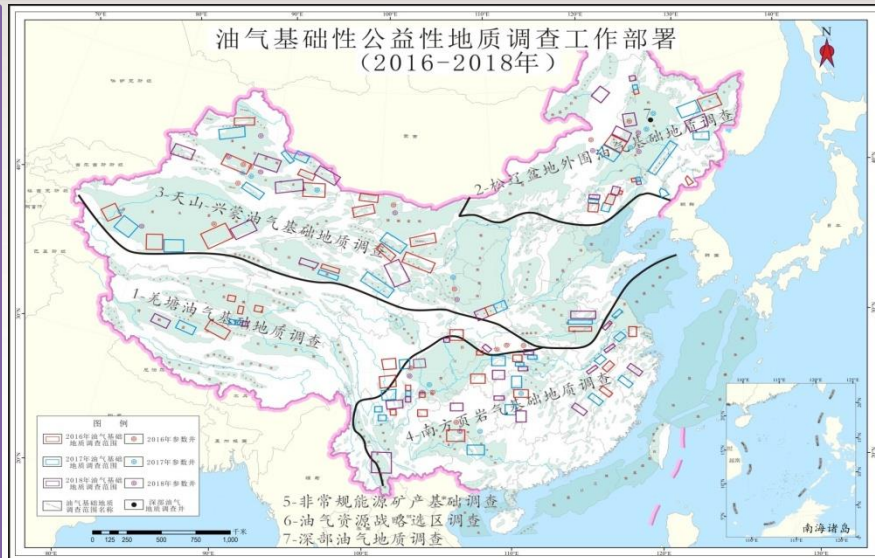 油气基础性公益性地质调查工作部署
(2016-2018年)
N
2-松辽盆地外围油气基础地质调查
3-天山-兴蒙油气基础地质调查
1-羌塘油气基础地质调查
4-南方页岩气基础地质调查
5-非常规能源矿产基础调查
6-油气资源战略选区调查
7-深部油气地质调查
图 例
2016年油气基础
地质调查范围
2016年参数井
2017年油气基础
地质调查范围
2017年参数井
2018年油气基础
地质调查范围
2018年参数井
油气基础地质
调查范围名称
深部油气
地质调查井
0 125 250 500 750 1,000
千米
南海诸岛